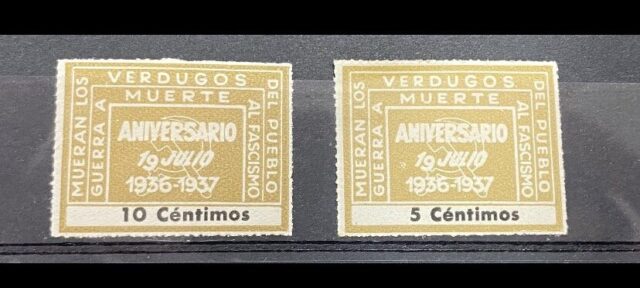 MUERAN LOS
VERDUGOS
DEL PUEBLO
GUERRA A
MUERTE
AL FASCISMO
ANIVERSARIO
19 JULIO
1936-1937
10 Céntimos
MUERAN LOS
VERDUGOS
DEL PUEBLO
GUERRA A
MUERTE
AL FASCISMO
ANIVERSARIO
19 JULIO
1936-1937
5 Céntimos